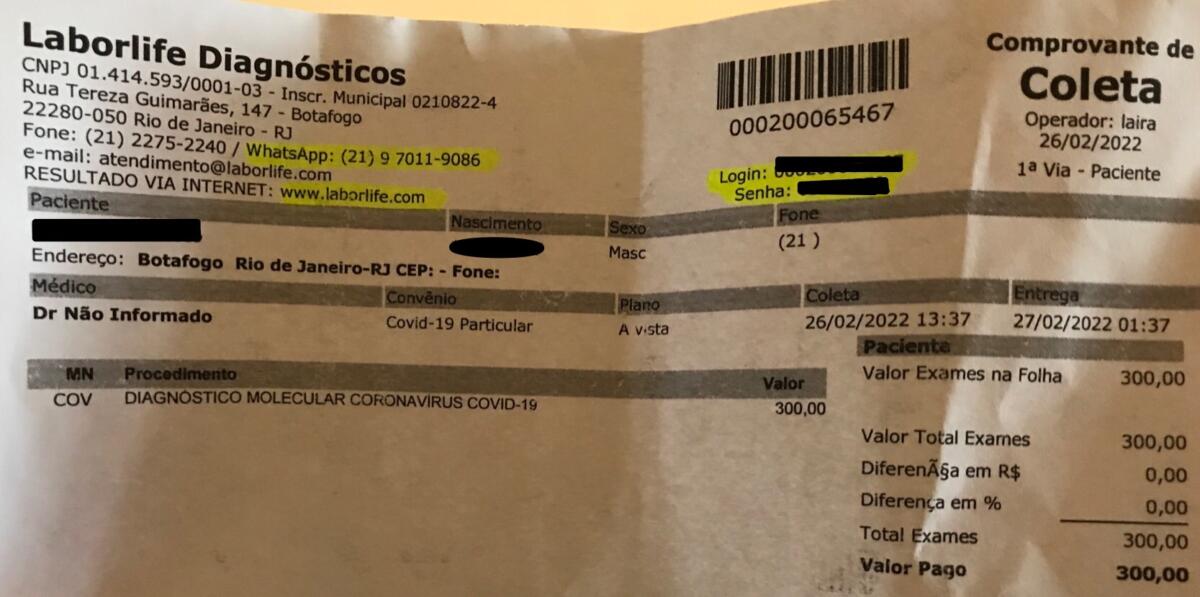 Laborlife Diagnósticos
CNPJ 01.414.593/0001-03 - Inscr. Municipal 0210822-4
Rua Tereza Guimarães, 147 - Botafogo
22280-050 Rio de Janeiro - RJ
Fone: (21) 2275-2240 / WhatsApp: (21) 9 7011-9086
e-mail: atendimento@laborlife.com
RESULTADO VIA INTERNET: www.laborlife.com
000200065467
Login:
Senha:
Comprovante de
Coleta
Operador: laira
26/02/2022
1ª Via - Paciente
Paciente Nascimento Sexo Fone
Masc (21 )
Endereço: Botafogo Rio de Janeiro-RJ CEP: - Fone:
Médico Convênio Plano Coleta Entrega
Dr Não Informado Covid-19 Particular A vista 26/02/2022 13:37 27/02/2022 01:37
MN Procedimento Valor
COV DIAGNÓSTICO MOLECULAR CORONAVÍRUS COVID-19 300,00
Paciente
Valor Exames na Folha 300,00
Valor Total Exames 300,00
DiferenÃ§a em R$ 0,00
Diferença em % 0,00
Total Exames 300,00
Valor Pago 300,00